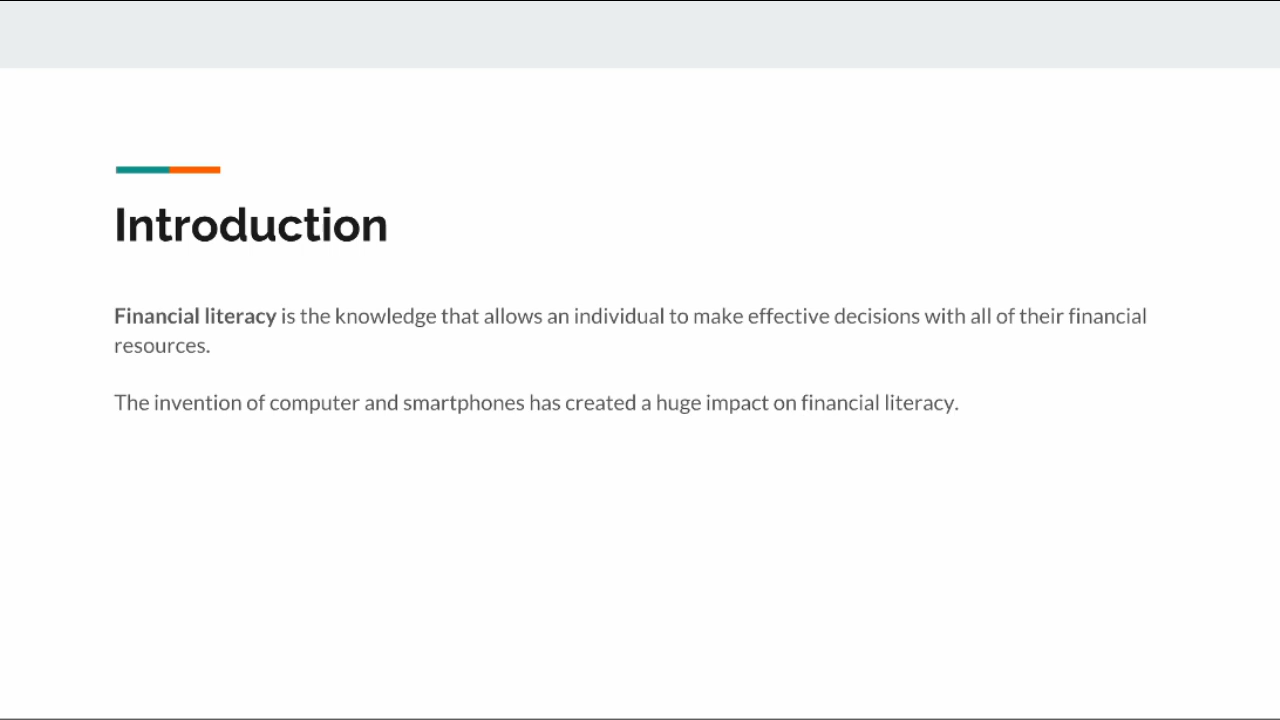 Introduction
Financial literacy is the knowledge that allows an individual to make effective decisions with all of their financial
resources.
The invention of computer and smartphones has created a huge impact on financial literacy.